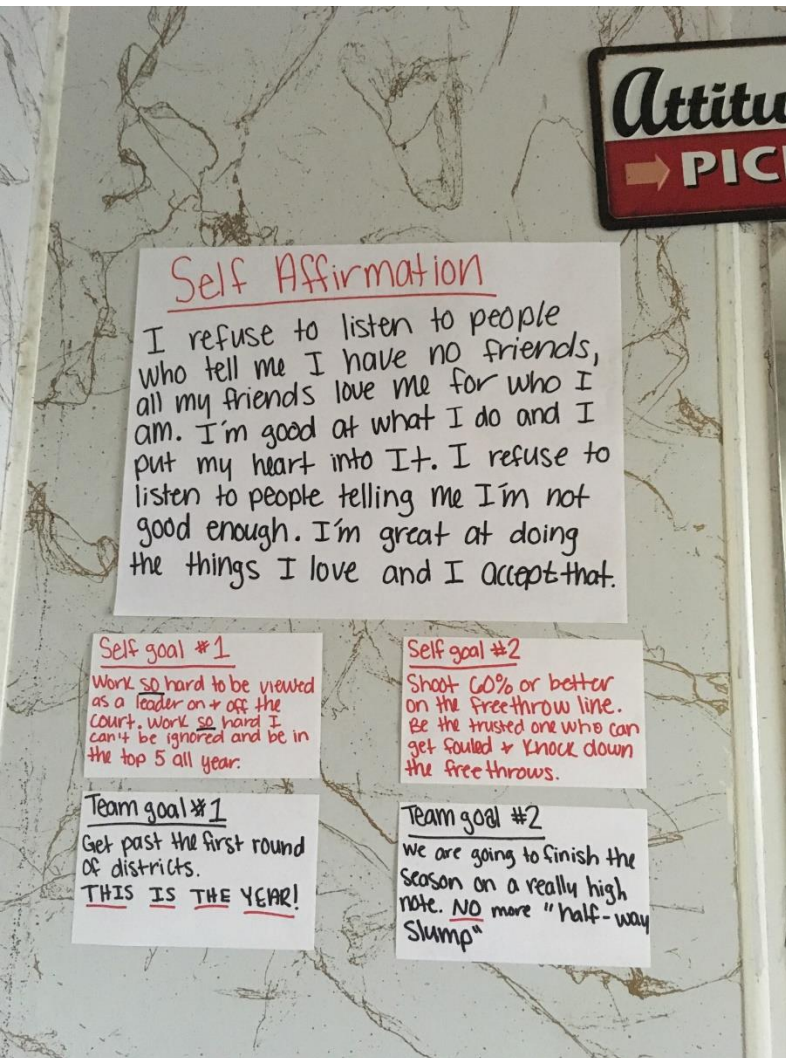 Attitu
PIC
Self Affirmation
I refuse to listen to people
who tell me I have no friends,
all my friends love me for who I
am. I'm good at what I do and I
put my heart into It. I refuse to
listen to people telling me I'm not
good enough. I'm great at doing
the things I love and I accept that.
Self goal #1
Work so hard to be viewed
as a leader on + off the
court. Work so hard I
can't be ignored and be in
the top 5 all year.
Self goal #2
Shoot 60% or better
on the freethrow line.
Be the trusted one who can
get fouled + knock down
the free throws.
Team goal #1
Get past the first round
of districts.
THIS IS THE YEAR!
Team goal #2
We are going to finish the
season on a really high
note. NO more "half-way
Slump"